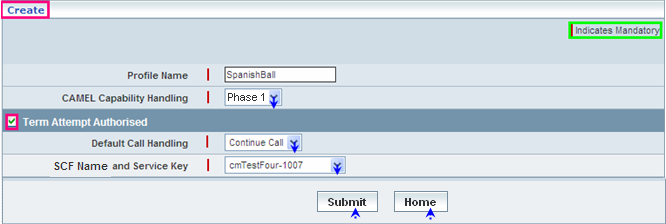 Create
Indicates Mandatory
Profile Name SpanishBall
CAMEL Capability Handling Phase 1
Term Attempt Authorised
Default Call Handling Continue Call
SCF Name and Service Key cmTestFour-1007
Submit Home